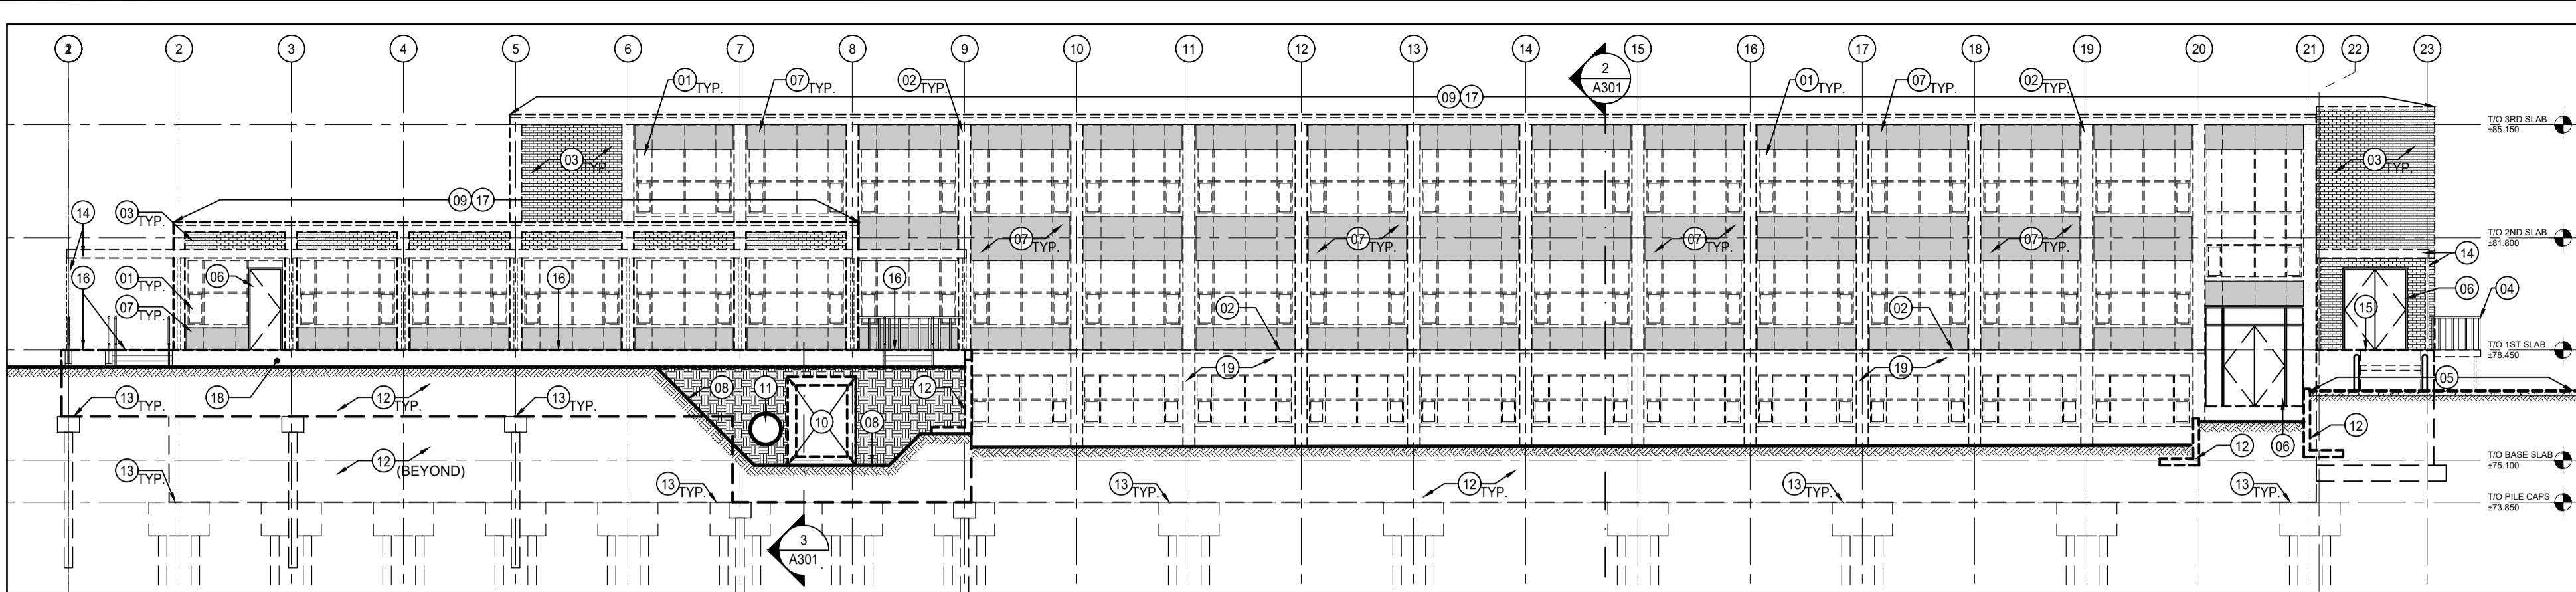 1 2
2
3
4
5
6
7
8
9
10
11
12
13
14
15
16
17
18
19
20
21
22
23
01 TYP.
07 TYP.
02 TYP.
09 17
2
A301
01 TYP.
07 TYP.
02 TYP.
T/O 3RD SLAB
±85.150
03 TYP.
03 TYP.
09 17
14
03 TYP.
07 TYP.
07 TYP.
07 TYP.
07 TYP.
T/O 2ND SLAB
±81.800
14
16
01 TYP.
06
16
16
07 TYP.
02
02
15
06
04
T/O 1ST SLAB
±78.450
19
19
05
13 TYP.
18
12 TYP.
13 TYP.
08
11
12
10
08
12
06
12
13 TYP.
12 (BEYOND)
T/O BASE SLAB
±75.100
13 TYP.
13 TYP.
12 TYP.
13 TYP.
13 TYP.
T/O PILE CAPS
±73.850
3
A301